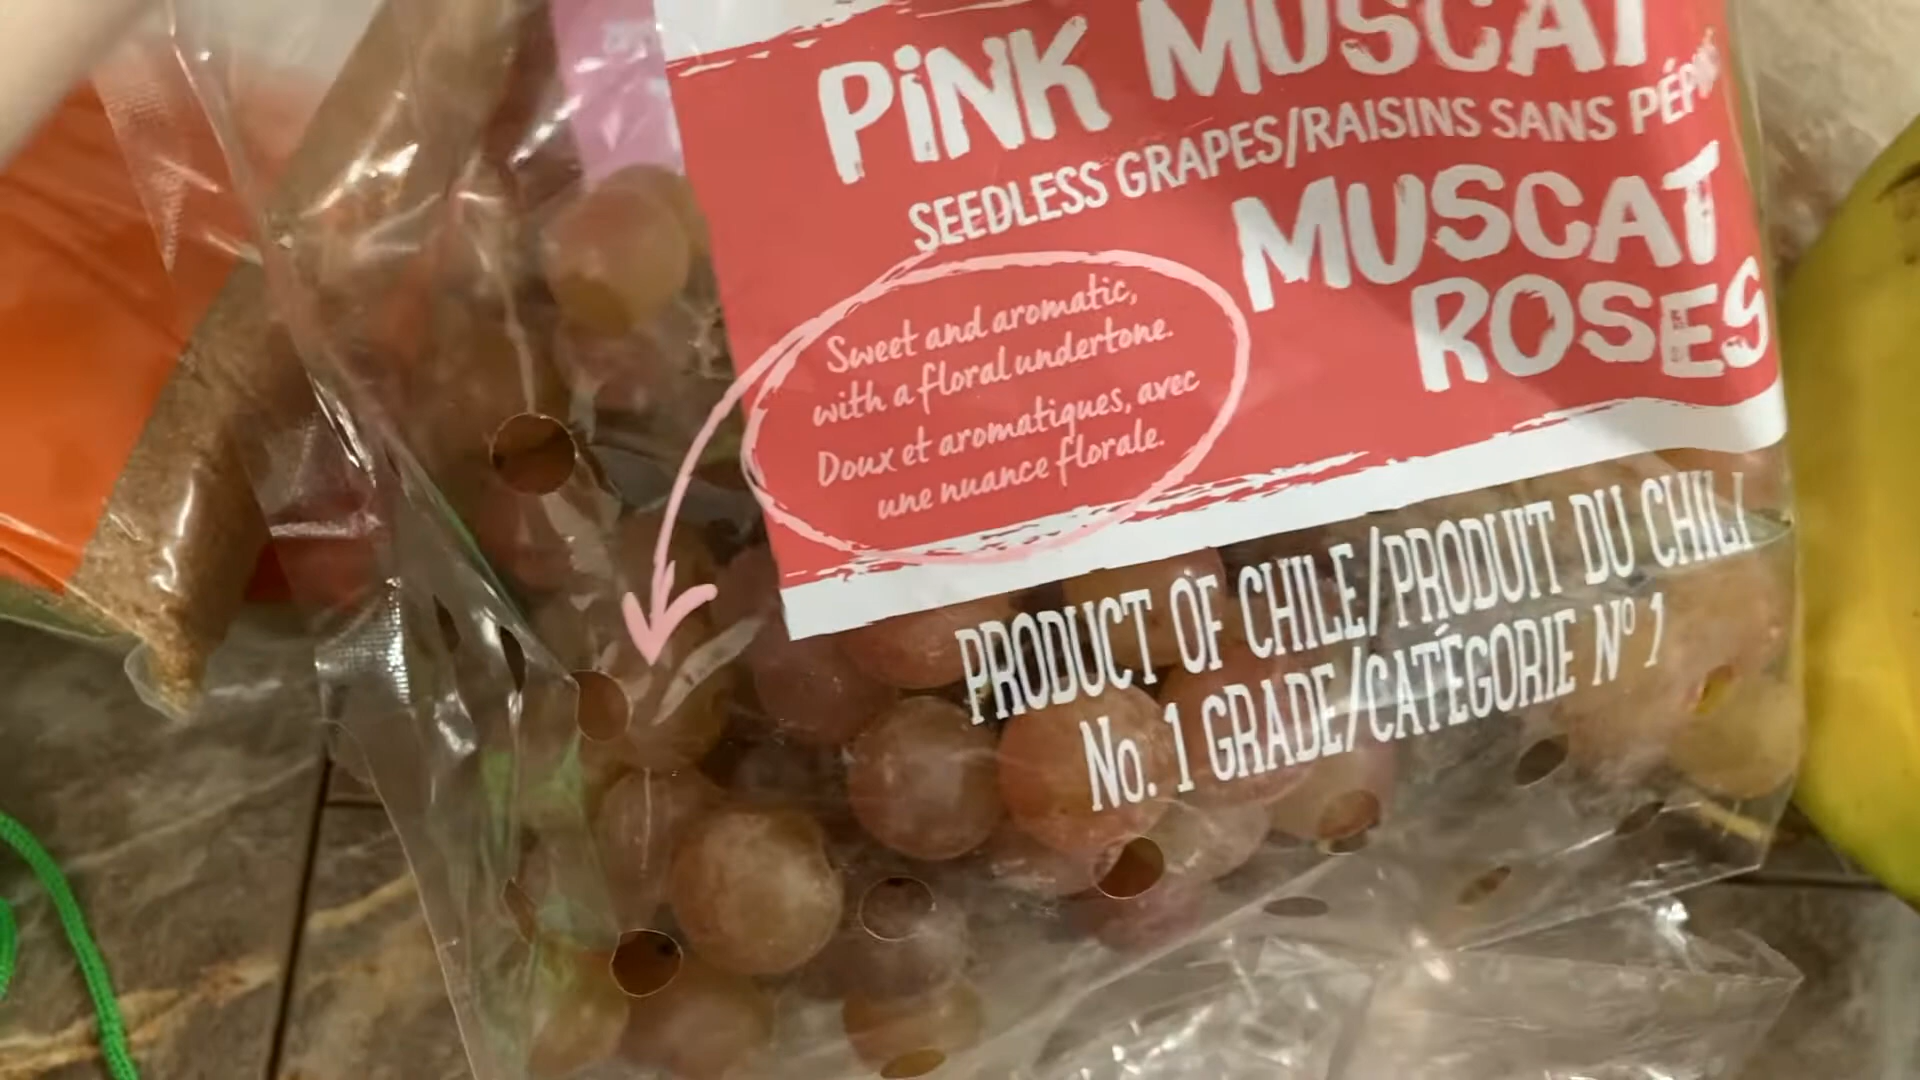 PiNK MUSCAT
SEEDLESS GRAPES/RAISINS SANS PÉPINS
MUSCAT
ROSES
Sweet and aromatic,
with a floral undertone.
Doux et aromatiques, avec
une nuance florale.
PRODUCT OF CHILE/PRODUIT DU CHILI
No. 1 GRADE/CATÉGORIE Nº 1